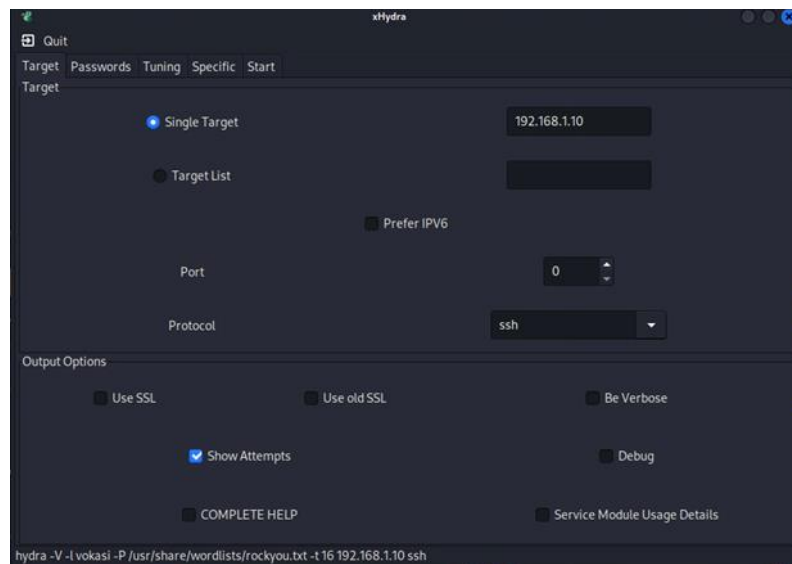 xHydra
Quit
Target Passwords Tuning Specific Start
Target
Single Target 192.168.1.10
Target List
Prefer IPV6
Port 0
Protocol ssh
Output Options
Use SSL Use old SSL Be Verbose
Show Attempts Debug
COMPLETE HELP Service Module Usage Details
hydra -V -l vokasi -P /usr/share/wordlists/rockyou.txt -t 16 192.168.1.10 ssh